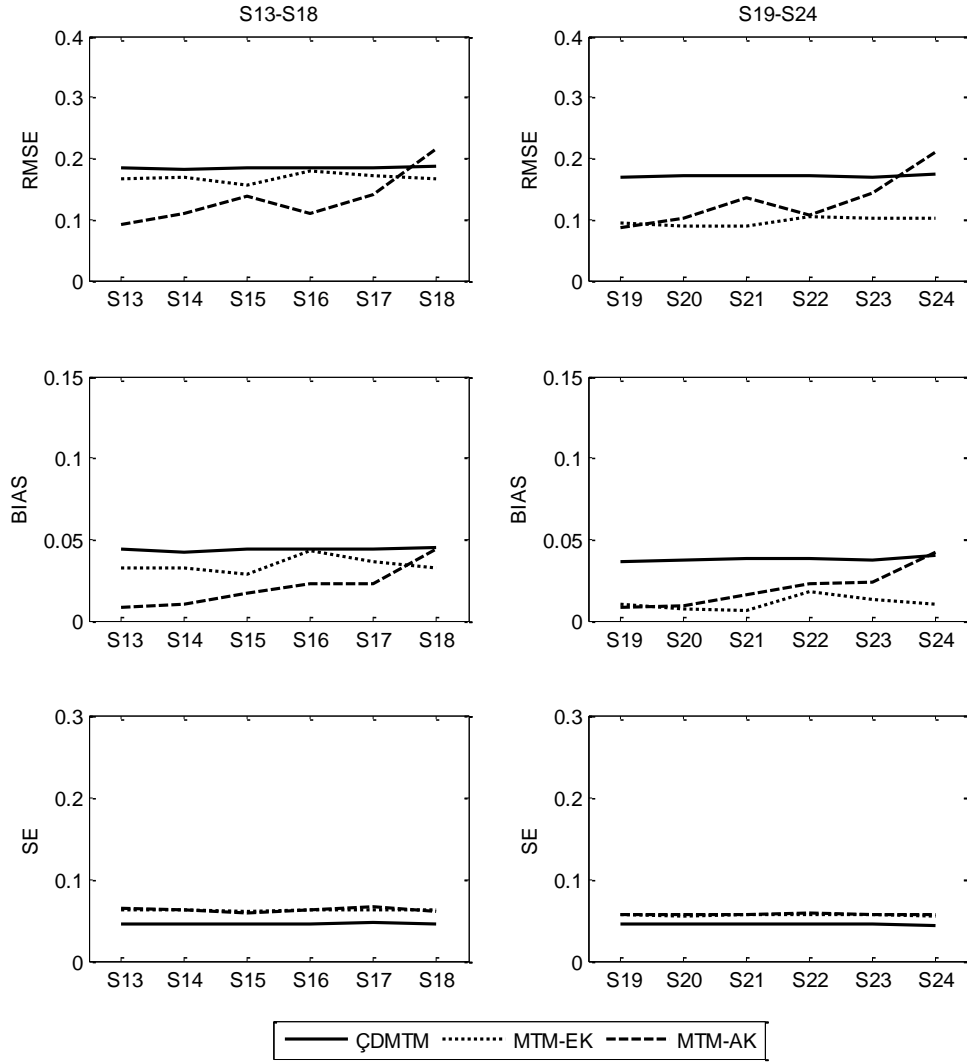 S13-S18
S19-S24
0.4
0.3
0.2
0.1
0
RMSE
S13 S14 S15 S16 S17 S18
0.4
0.3
0.2
0.1
0
RMSE
S19 S20 S21 S22 S23 S24
0.15
0.1
0.05
0
BIAS
S13 S14 S15 S16 S17 S18
0.15
0.1
0.05
0
BIAS
S19 S20 S21 S22 S23 S24
0.3
0.2
0.1
0
SE
S13 S14 S15 S16 S17 S18
0.3
0.2
0.1
0
SE
S19 S20 S21 S22 S23 S24
ÇDMTM MTM-EK MTM-AK